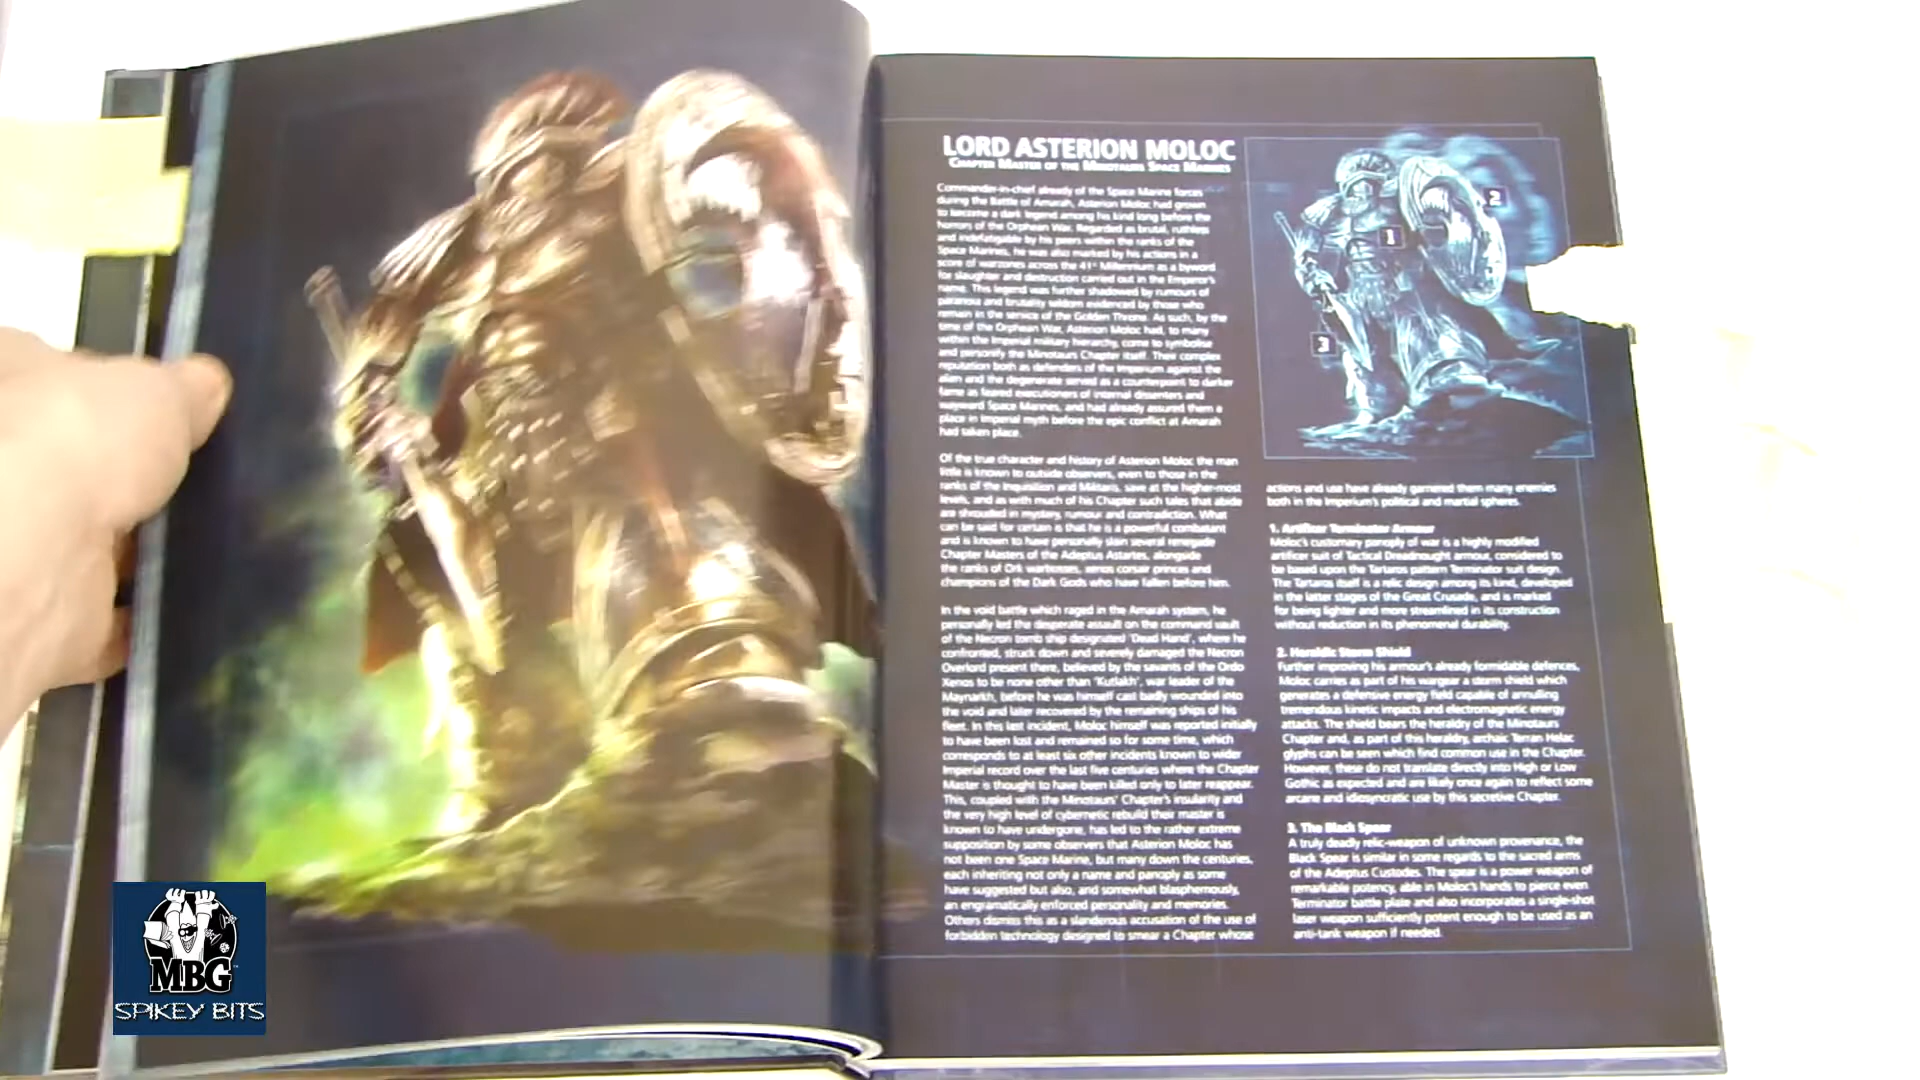 LORD ASTERION MOLOC
CHAPTER MASTER OF THE MINOTAURS SPACE MARINES
Commander-in-chief already of the Space Marine forces
during the Battle of Amarah, Asterion Moloc had grown
to become a dark legend among his kind long before the
horrors of the Orphean War. Regarded as brutal, ruthless
and indefatigable by his peers within the ranks of the
Space Marines, he was also marked by his actions in a
score of warzones across the 41st Millennium as a byword
for slaughter and destruction carried out in the Emperor's
name. This legend was further shadowed by rumours of
paranoia and brutality seldom evidenced by those who
remain in the service of the Golden Throne. As such, by the
time of the Orphean War, Asterion Moloc had, to many
within the Imperial military hierarchy, come to symbolise
and personify the Minotaurs Chapter itself. Their complex
reputation both as defenders of the Imperium against the
alien and the degenerate served as a counterpoint to darker
fame as feared executioners of internal dissenters and
wayward Space Marines, and had already assured them a
place in Imperial myth before the epic conflict at Amarah
had taken place.
Of the true character and history of Asterion Moloc the man
little is known to outside observers, even to those in the
ranks of the Inquisition and Militaris, save at the higher-most
levels, and as with much of his Chapter such tales that abide
are shrouded in mystery, rumour and contradiction. What
can be said for certain is that he is a powerful combatant
and is known to have personally slain several renegade
Chapter Masters of the Adeptus Astartes, alongside
the ranks of Ork warbosses, xenos corsair princes and
champions of the Dark Gods who have fallen before him.
In the void battle which raged in the Amarah system, he
personally led the desperate assault on the command vault
of the Necron tomb ship designated 'Dead Hand', where he
confronted, struck down and severely damaged the Necron
Overlord present there, believed by the savants of the Ordo
Xenos to be none other than 'Kutlakh', war leader of the
Maynarkh, before he was himself cast badly wounded into
the void and later recovered by the remaining ships of his
fleet. In this last incident, Moloc himself was reported initially
to have been lost and remained so for some time, which
corresponds to at least six other incidents known to wider
Imperial record over the last five centuries where the Chapter
Master is thought to have been killed only to later reappear.
This, coupled with the Minotaurs' Chapter's insularity and
the very high level of cybernetic rebuild their master is
known to have undergone, has led to the rather extreme
supposition by some observers that Asterion Moloc has
not been one Space Marine, but many down the centuries,
each inheriting not only a name and panoply as some
have suggested but also, and somewhat blasphemously,
an engramatically enforced personality and memories.
Others dismiss this as a slanderous accusation of the use of
forbidden technology designed to smear a Chapter whose
1
2
3
actions and use have already garnered them many enemies
both in the Imperium's political and martial spheres.
1. Artificer Terminator Armour
Moloc's customary panoply of war is a highly modified
artificer suit of Tactical Dreadnought armour, considered to
be based upon the Tartaros pattern Terminator suit design.
The Tartaros itself is a relic design among its kind, developed
in the latter stages of the Great Crusade, and is marked
for being lighter and more streamlined in its construction
without reduction in its phenomenal durability.
2. Heraldic Storm Shield
Further improving his armour's already formidable defences,
Moloc carries as part of his wargear a storm shield which
generates a defensive energy field capable of annulling
tremendous kinetic impacts and electromagnetic energy
attacks. The shield bears the heraldry of the Minotaurs
Chapter and, as part of this heraldry, archaic Terran Helac
glyphs can be seen which find common use in the Chapter.
However, these do not translate directly into High or Low
Gothic as expected and are likely once again to reflect some
arcane and idiosyncratic use by this secretive Chapter.
3. The Black Spear
A truly deadly relic-weapon of unknown provenance, the
Black Spear is similar in some regards to the sacred arms
of the Adeptus Custodes. The spear is a power weapon of
remarkable potency, able in Moloc's hands to pierce even
Terminator battle plate and also incorporates a single-shot
laser weapon sufficiently potent enough to be used as an
anti-tank weapon if needed.
MBG
SPIKEY BITS